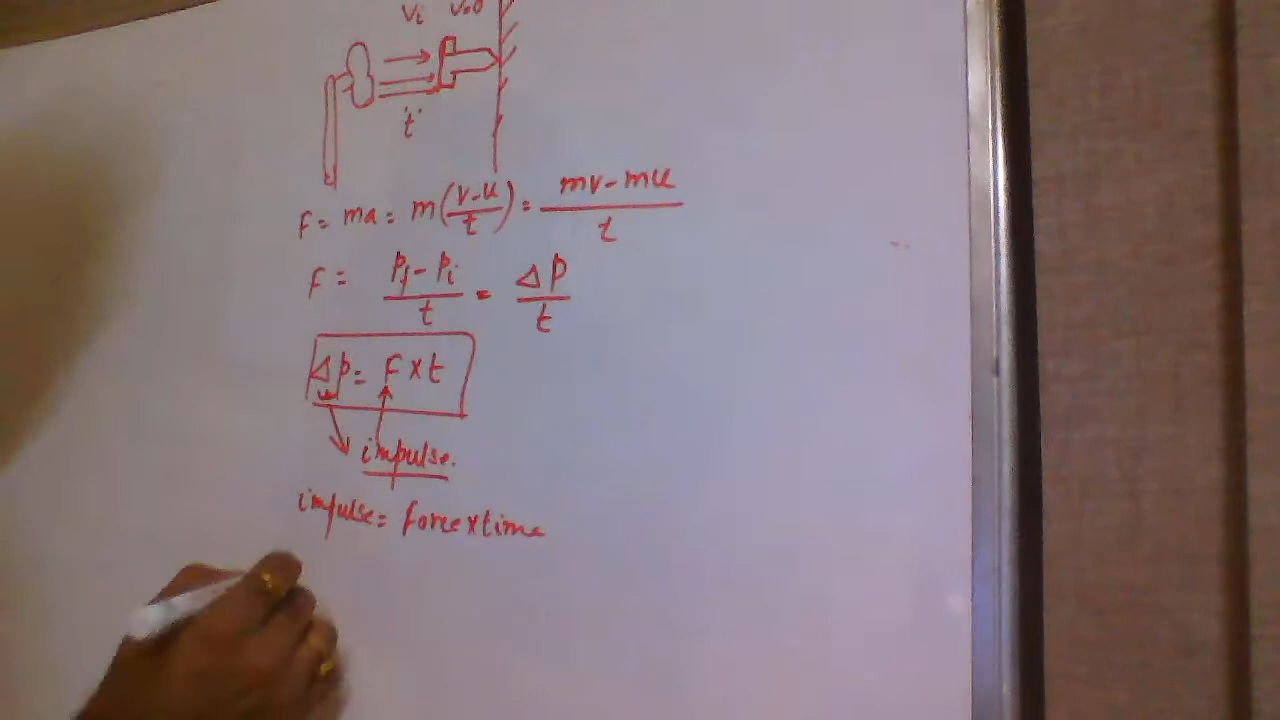 Vi V=0
't'
F = ma = m(v-u/t) = mv-mu/t
F = Pf-Pi/t = ΔP/t
ΔP = F×t
impulse.
impulse = force×time